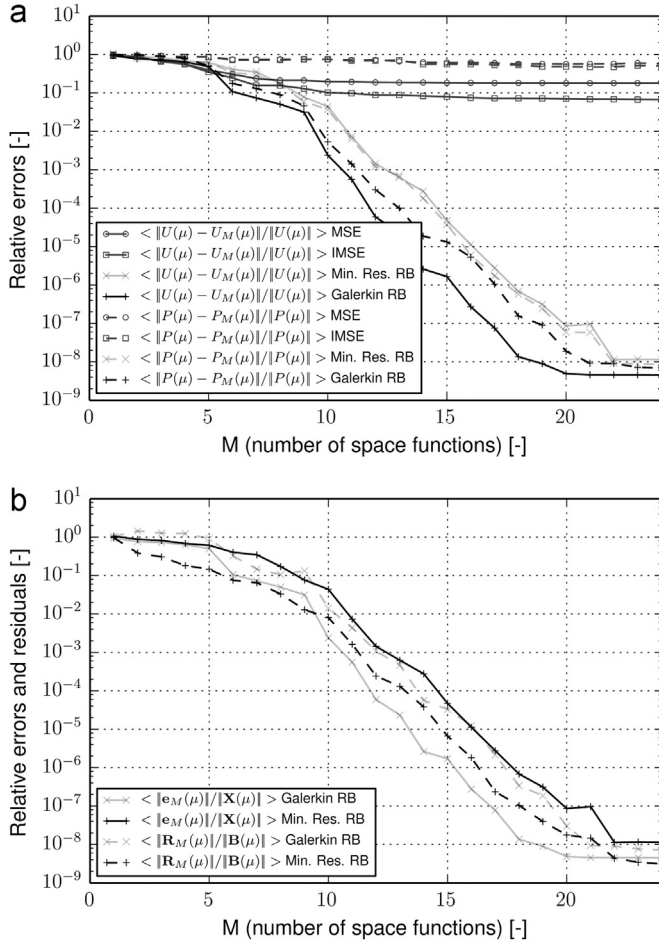 a
10^1
10^0
10^-1
10^-2
10^-3
10^-4
10^-5
10^-6
10^-7
10^-8
10^-9
Relative errors [-]
< ‖U(μ) − U_M(μ)‖/‖U(μ)‖ > MSE
< ‖U(μ) − U_M(μ)‖/‖U(μ)‖ > IMSE
< ‖U(μ) − U_M(μ)‖/‖U(μ)‖ > Min. Res. RB
< ‖U(μ) − U_M(μ)‖/‖U(μ)‖ > Galerkin RB
< ‖P(μ) − P_M(μ)‖/‖P(μ)‖ > MSE
< ‖P(μ) − P_M(μ)‖/‖P(μ)‖ > IMSE
< ‖P(μ) − P_M(μ)‖/‖P(μ)‖ > Min. Res. RB
< ‖P(μ) − P_M(μ)‖/‖P(μ)‖ > Galerkin RB
0 5 10 15 20
M (number of space functions) [-]
b
10^1
10^0
10^-1
10^-2
10^-3
10^-4
10^-5
10^-6
10^-7
10^-8
10^-9
Relative errors and residuals [-]
< ‖e_M(μ)‖/‖X(μ)‖ > Galerkin RB
< ‖e_M(μ)‖/‖X(μ)‖ > Min. Res. RB
< ‖R_M(μ)‖/‖B(μ)‖ > Galerkin RB
< ‖R_M(μ)‖/‖B(μ)‖ > Min. Res. RB
0 5 10 15 20
M (number of space functions) [-]